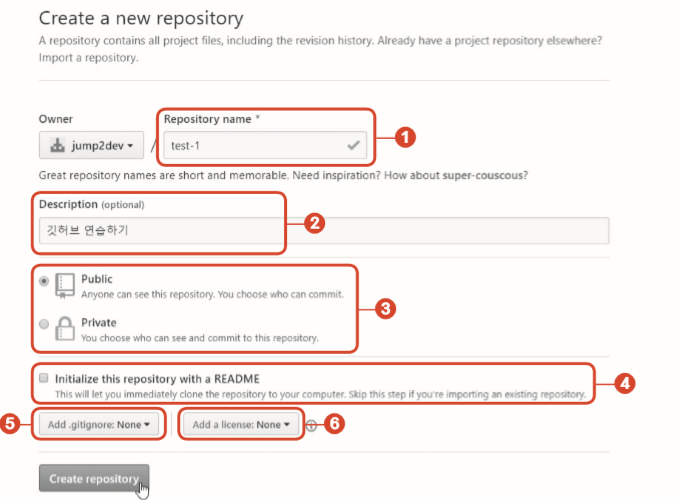 Create a new repository
A repository contains all project files, including the revision history. Already have a project repository elsewhere?
Import a repository.
Owner
Repository name *
1
jump2dev
/
test-1
Great repository names are short and memorable. Need inspiration? How about super-couscous?
Description (optional)
2
깃허브 연습하기
Public
Anyone can see this repository. You choose who can commit.
3
Private
You choose who can see and commit to this repository.
Initialize this repository with a README
4
This will let you immediately clone the repository to your computer. Skip this step if you're importing an existing repository.
5
Add .gitignore: None
Add a license: None
6
Create repository